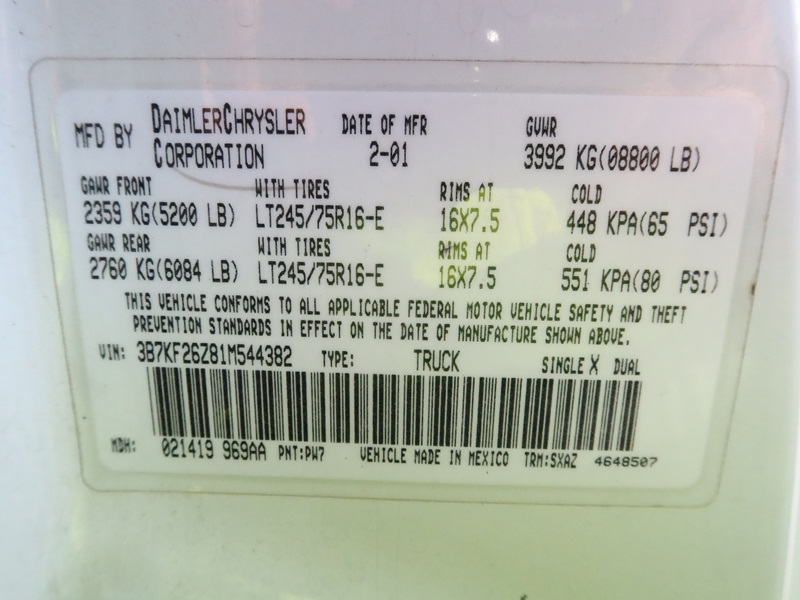 MFD BY DAIMLERCHRYSLER CORPORATION DATE OF MFR 2-01 GVWR 3992 KG(08800 LB)
GAWR FRONT WITH TIRES RIMS AT COLD
2359 KG(5200 LB) LT245/75R16-E 16X7.5 448 KPA(65 PSI)
GAWR REAR WITH TIRES RIMS AT COLD
2760 KG(6084 LB) LT245/75R16-E 16X7.5 551 KPA(80 PSI)
THIS VEHICLE CONFORMS TO ALL APPLICABLE FEDERAL MOTOR VEHICLE SAFETY AND THEFT
PREVENTION STANDARDS IN EFFECT ON THE DATE OF MANUFACTURE SHOWN ABOVE.
VIN: 3B7KF26Z81M544382 TYPE: TRUCK SINGLE X DUAL
MDH: 021419 969AA PNT:PW7 VEHICLE MADE IN MEXICO TRM:SXAZ 4648507